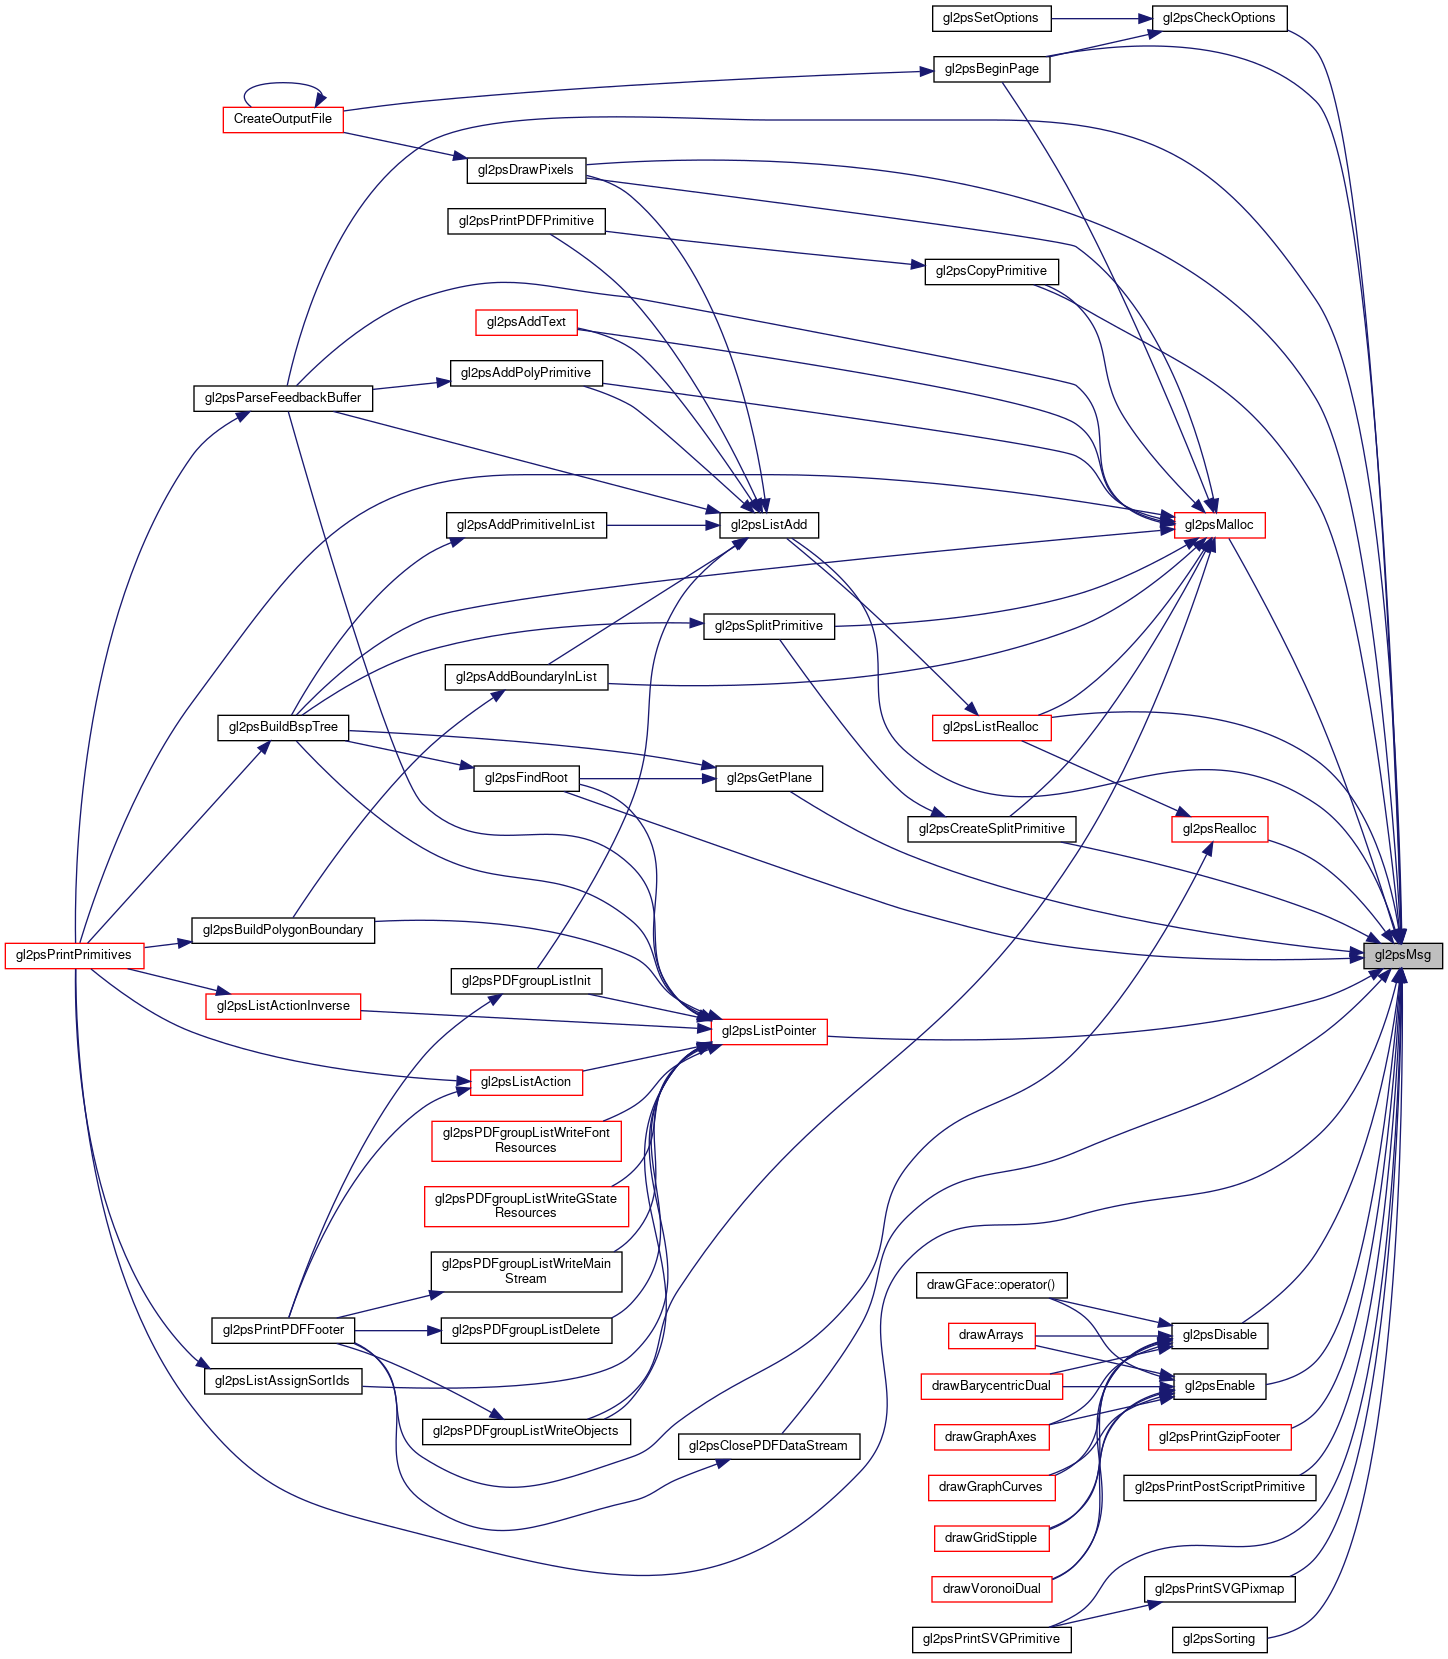 gl2psSetOptions
gl2psCheckOptions
gl2psBeginPage
CreateOutputFile
gl2psDrawPixels
gl2psPrintPDFPrimitive
gl2psCopyPrimitive
gl2psAddText
gl2psAddPolyPrimitive
gl2psParseFeedbackBuffer
gl2psAddPrimitiveInList
gl2psListAdd
gl2psMalloc
gl2psSplitPrimitive
gl2psAddBoundaryInList
gl2psBuildBspTree
gl2psListRealloc
gl2psFindRoot
gl2psGetPlane
gl2psCreateSplitPrimitive
gl2psRealloc
gl2psBuildPolygonBoundary
gl2psPrintPrimitives
gl2psMsg
gl2psPDFgroupListInit
gl2psListActionInverse
gl2psListPointer
gl2psListAction
gl2psPDFgroupListWriteFont
Resources
gl2psPDFgroupListWriteGState
Resources
gl2psPDFgroupListWriteMain
Stream
drawGFace::operator()
gl2psPrintPDFFooter
gl2psPDFgroupListDelete
drawArrays
gl2psDisable
gl2psListAssignSortIds
drawBarycentricDual
gl2psEnable
gl2psPDFgroupListWriteObjects
gl2psClosePDFDataStream
drawGraphAxes
gl2psPrintGzipFooter
drawGraphCurves
gl2psPrintPostScriptPrimitive
drawGridStipple
drawVoronoiDual
gl2psPrintSVGPixmap
gl2psPrintSVGPrimitive
gl2psSorting